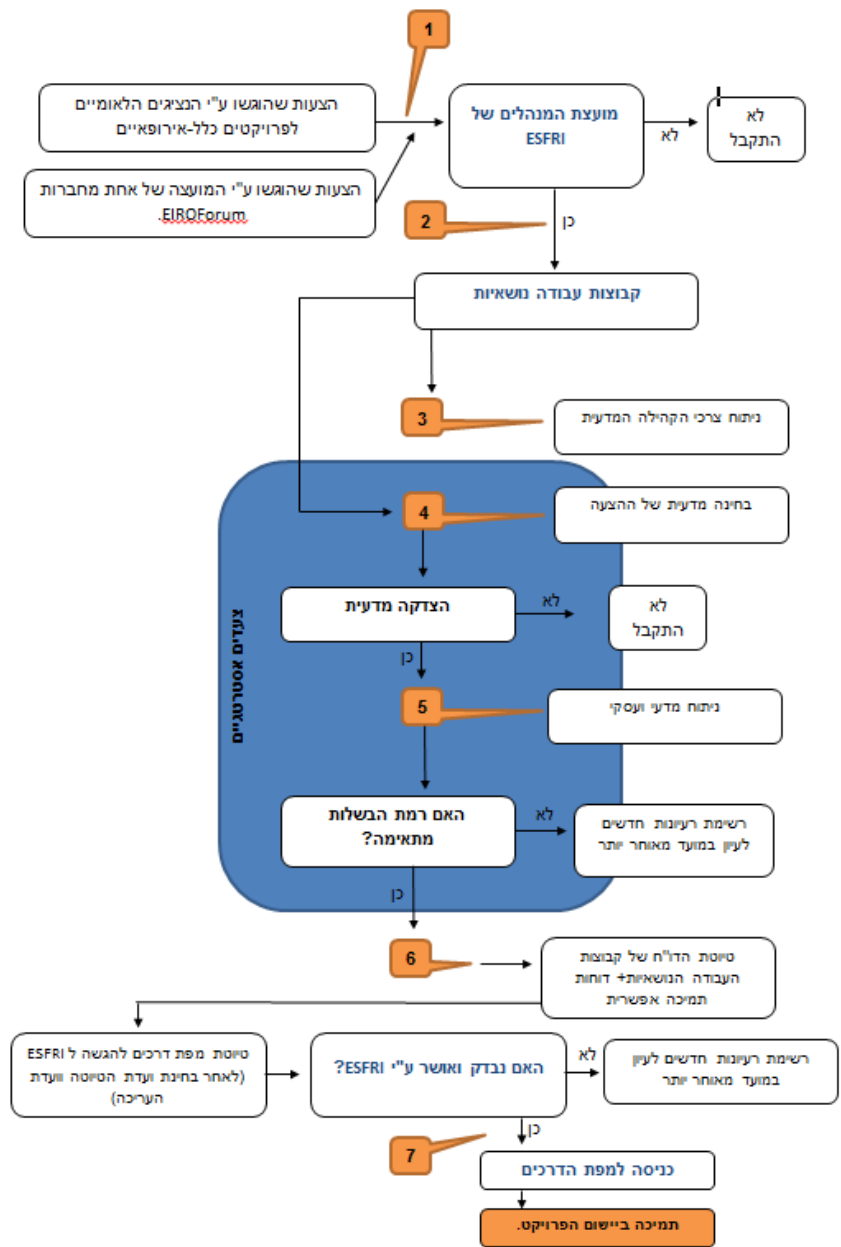 1
הצעות שהוגשו ע"י הנציגים הלאומיים
לפרויקטים כלל-אירופאיים
מועצת המנהלים של
ESFRI
לא
לא
התקבל
הצעות שהוגשו ע"י המועצה של אחת מחברות
EIROForum.
2
כן
קבוצות עבודה נושאיות
3
ניתוח צרכי הקהילה המדעית
4
בחינה מדעית של ההצעה
צעדים אסטרטגיים
הצדקה מדעית
לא
לא
התקבל
כן
5
ניתוח מדעי ועסקי
האם רמת הבשלות
מתאימה?
לא
רשימת רעיונות חדשים
לעיון במועד מאוחר יותר
כן
6
טיוטת הדו"ח של קבוצות
העבודה הנושאיות+ דוחות
תמיכה אפשרית
טיוטת מפת דרכים להגשה ל ESFRI
(לאחר בחינת ועדת הטיוטה וועדת
העריכה)
האם נבדק ואושר ע"י ESFRI?
לא
רשימת רעיונות חדשים לעיון
במועד מאוחר יותר
כן
7
כניסה למפת הדרכים
תמיכה ביישום הפרויקט.